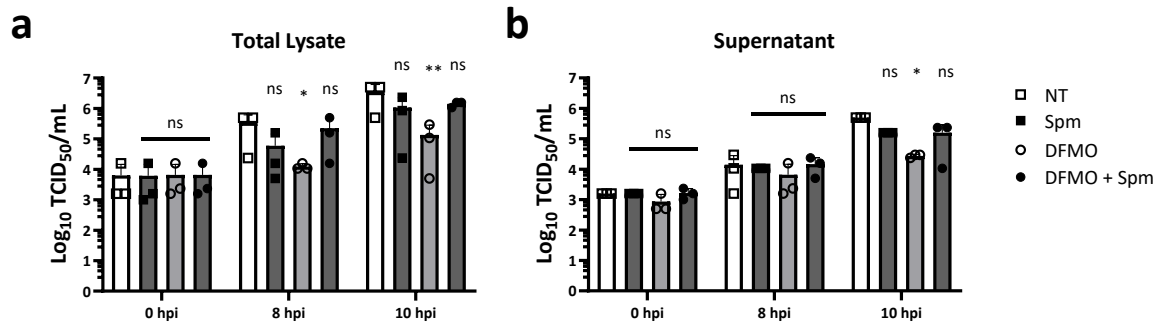 a
Total Lysate
Log10 TCID50/mL
7
6
5
4
3
2
1
0
ns
ns
*
ns
ns
**
ns
0 hpi
8 hpi
10 hpi
b
Supernatant
Log10 TCID50/mL
7
6
5
4
3
2
1
0
ns
ns
ns
*
ns
0 hpi
8 hpi
10 hpi
NT
Spm
DFMO
DFMO + Spm